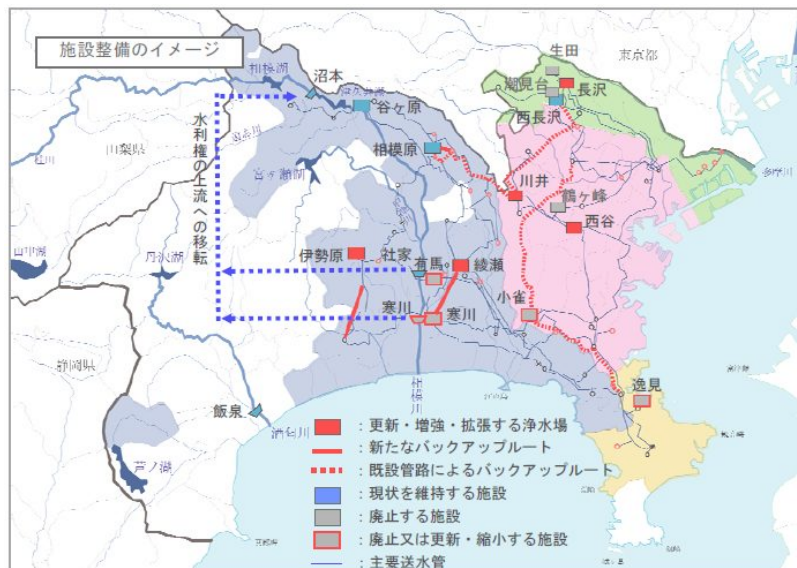 施設整備のイメージ
生田
東京都
相模湖
沼本
潮見台
長沢
谷ヶ原
西長沢
山梨県
相模原
桂川
水利権の上流への移転
宮ヶ瀬湖
川井
多摩川
鶴ヶ峰
西谷
山中湖
丹沢湖
伊勢原
社家
有馬
綾瀬
寒川
寒川
小雀
静岡県
相模川
逸見
飯泉
酒匂川
芦ノ湖
：更新・増強・拡張する浄水場
：新たなバックアップルート
：既設管路によるバックアップルート
：現状を維持する施設
：廃止する施設
：廃止又は更新・縮小する施設
：主要送水管